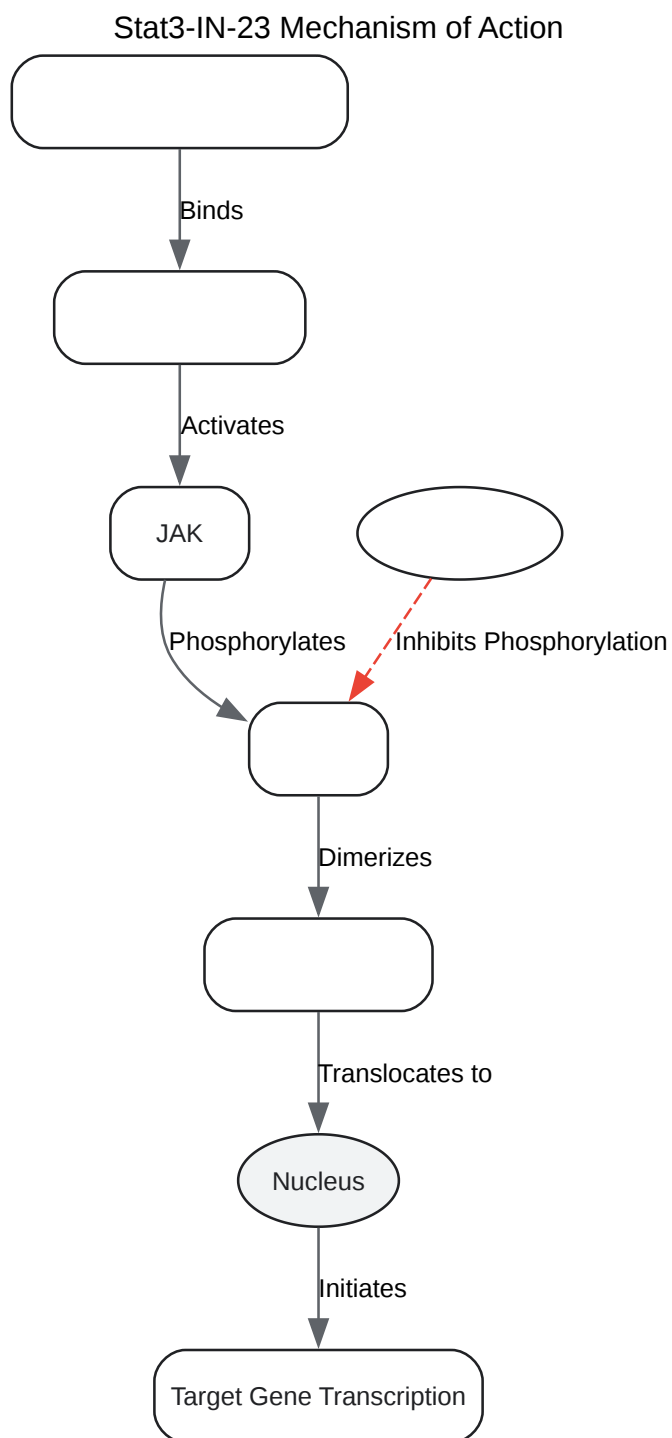 Stat3-IN-23 Mechanism of Action
Binds
Activates
JAK
Phosphorylates
Inhibits Phosphorylation
Dimerizes
Translocates to
Nucleus
Initiates
Target Gene Transcription